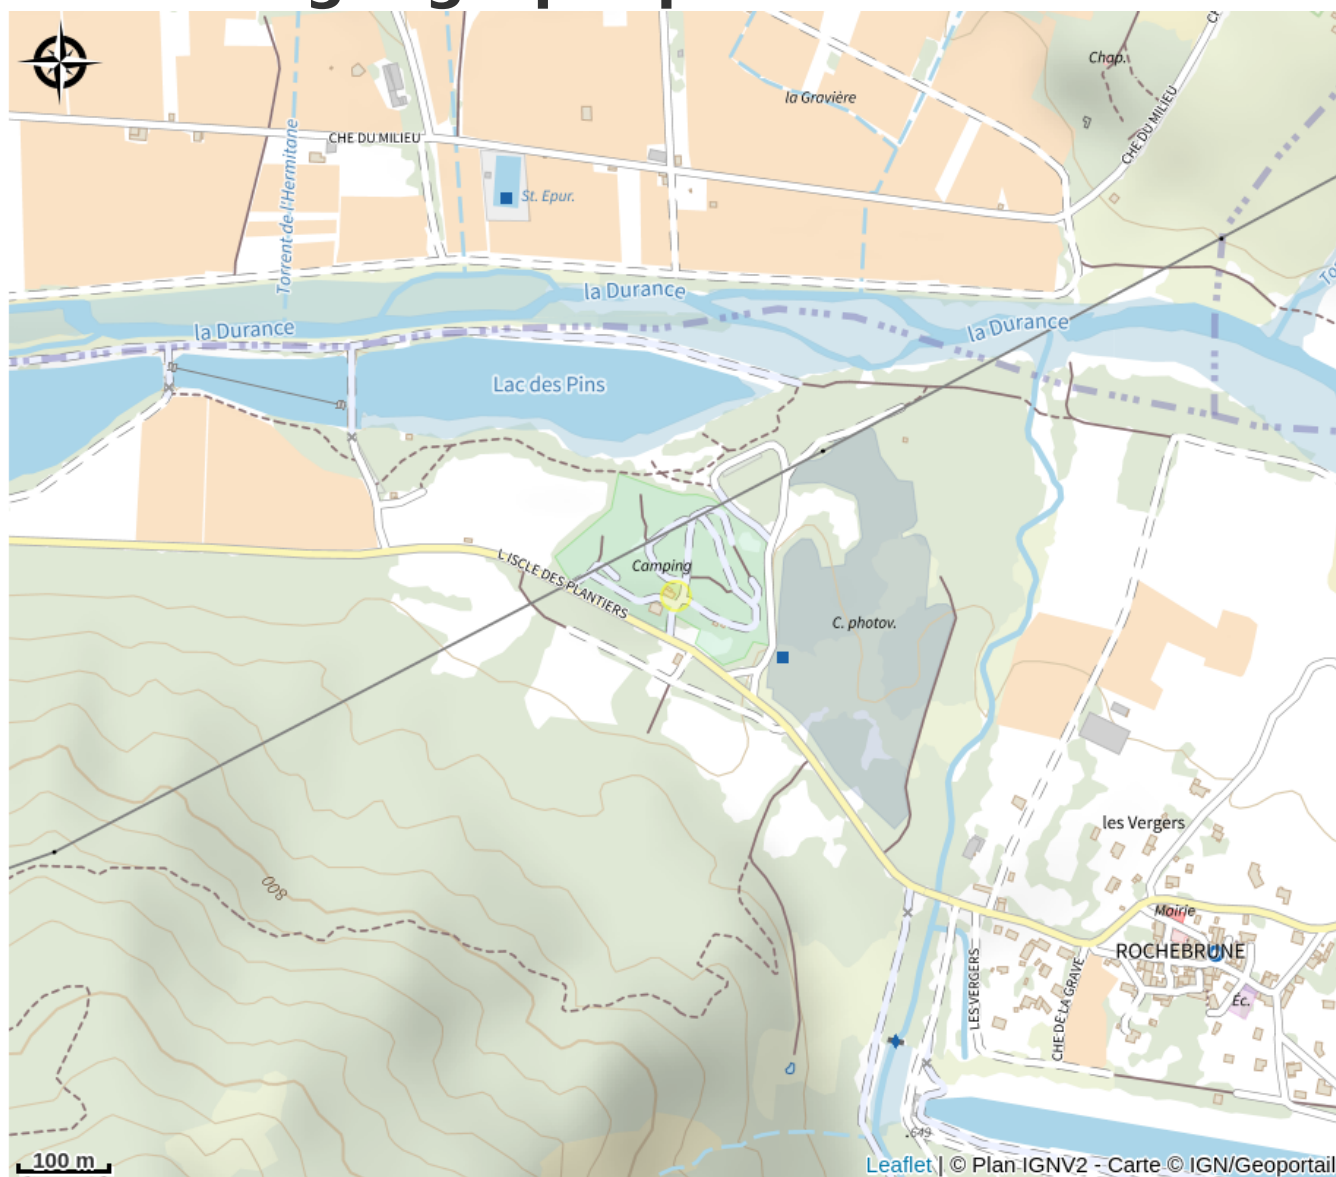 Chap.
la Gravière
CHE DU MILIEU
CHE DU MILIEU
St. Epur.
Torrent de l'Hermitane
la Durance
la Durance
la Durance
Lac des Pins
L ISCLE DES PLANTIERS
Camping
C. photov.
les Vergers
800
Mairie
ROCHEBRUNE
Éc.
LES VERGERS
CHE DE LA GRAVE
.649
100 m
Leaflet | © Plan IGNV2 - Carte © IGN/Geoportail